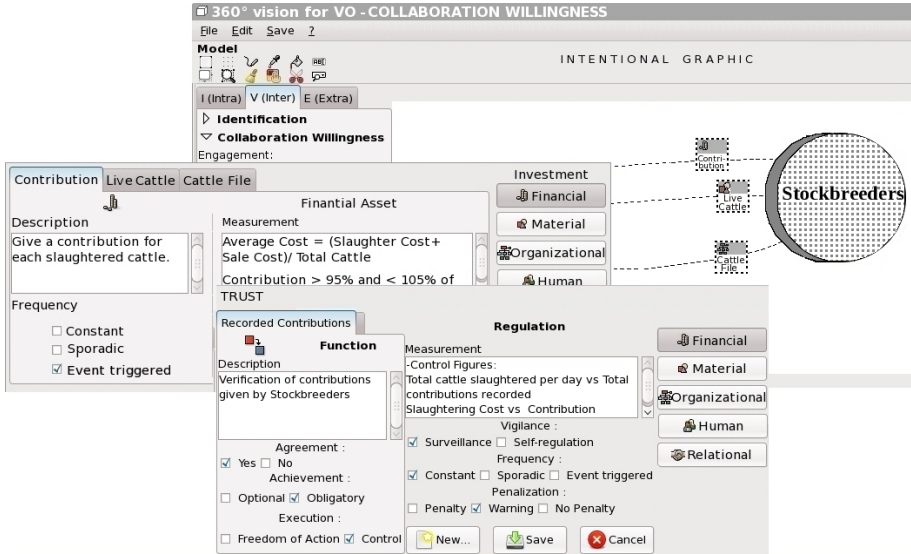 360° vision for VO - COLLABORATION WILLINGNESS
File Edit Save ?
Model
INTENTIONAL GRAPHIC
I (Intra) V (Inter) E (Extra)
Identification
Collaboration Willingness
Engagement:
Contri-
bution
Live
Cattle
Cattle
File
Stockbreeders
Contribution Live Cattle Cattle File
Investment
Finantial Asset
Description
Give a contribution for
each slaughtered cattle.
Frequency
Constant
Sporadic
Event triggered
Measurement
Average Cost = (Slaughter Cost+
Sale Cost)/ Total Cattle
Contribution > 95% and < 105% of
Financial
Material
Organizational
Human
TRUST
Recorded Contributions
Function
Description
Verification of contributions
given by Stockbreeders
Agreement :
Yes No
Achievement :
Optional Obligatory
Execution :
Freedom of Action Control
Regulation
Measurement
-Control Figures:
Total cattle slaughtered per day vs Total
contributions recorded
Slaughtering Cost vs Contribution
Vigilance :
Surveillance Self-regulation
Frequency :
Constant Sporadic Event triggered
Penalization :
Penalty Warning No Penalty
New... Save Cancel
Financial
Material
Organizational
Human
Relational